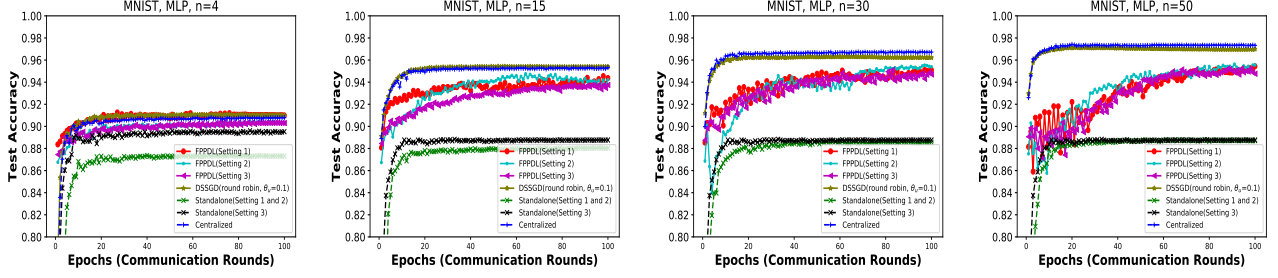 MNIST, MLP, n=4
Test Accuracy
1.00
0.98
0.96
0.94
0.92
0.90
0.88
0.86
0.84
0.82
0.80
FPPDL(Setting 1)
FPPDL(Setting 2)
FPPDL(Setting 3)
DSSGD(round robin, θu=0.1)
Standalone(Setting 1 and 2)
Standalone(Setting 3)
Centralized
0 20 40 60 80 100
Epochs (Communication Rounds)
MNIST, MLP, n=15
Test Accuracy
1.00
0.98
0.96
0.94
0.92
0.90
0.88
0.86
0.84
0.82
0.80
FPPDL(Setting 1)
FPPDL(Setting 2)
FPPDL(Setting 3)
DSSGD(round robin, θu=0.1)
Standalone(Setting 1 and 2)
Standalone(Setting 3)
Centralized
0 20 40 60 80 100
Epochs (Communication Rounds)
MNIST, MLP, n=30
Test Accuracy
1.00
0.98
0.96
0.94
0.92
0.90
0.88
0.86
0.84
0.82
0.80
FPPDL(Setting 1)
FPPDL(Setting 2)
FPPDL(Setting 3)
DSSGD(round robin, θu=0.1)
Standalone(Setting 1 and 2)
Standalone(Setting 3)
Centralized
0 20 40 60 80 100
Epochs (Communication Rounds)
MNIST, MLP, n=50
Test Accuracy
1.00
0.98
0.96
0.94
0.92
0.90
0.88
0.86
0.84
0.82
0.80
FPPDL(Setting 1)
FPPDL(Setting 2)
FPPDL(Setting 3)
DSSGD(round robin, θu=0.1)
Standalone(Setting 1 and 2)
Standalone(Setting 3)
Centralized
0 20 40 60 80 100
Epochs (Communication Rounds)